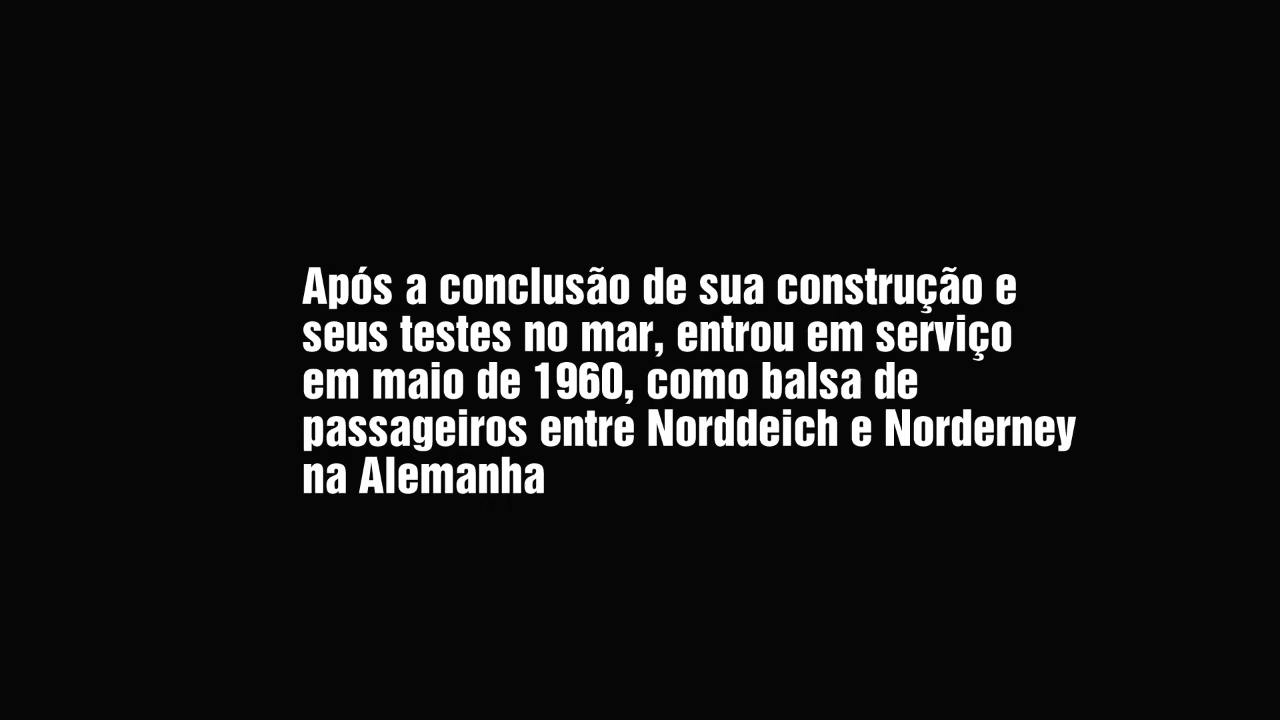 Após a conclusão de sua construção e
seus testes no mar, entrou em serviço
em maio de 1960, como balsa de
passageiros entre Norddeich e Norderney
na Alemanha